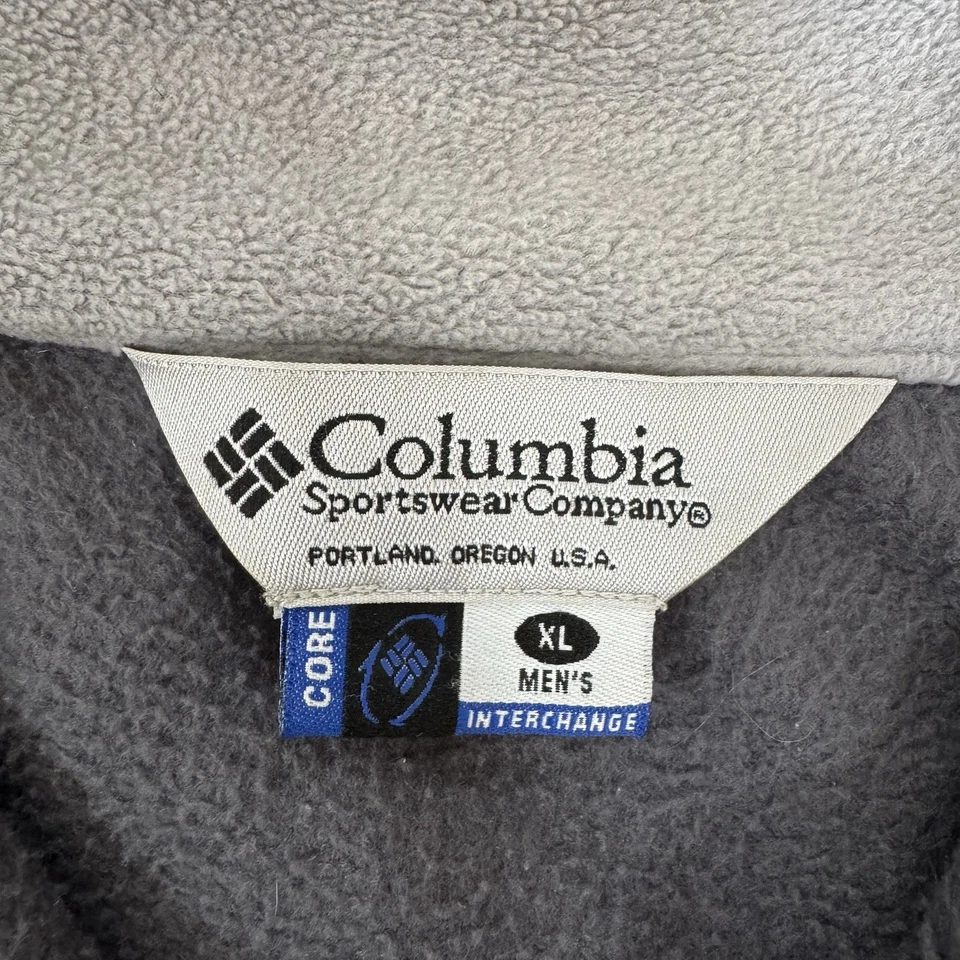 Columbia
Sportswear Company®
PORTLAND. OREGON U.S.A.
CORE
XL
MEN'S
INTERCHANGE